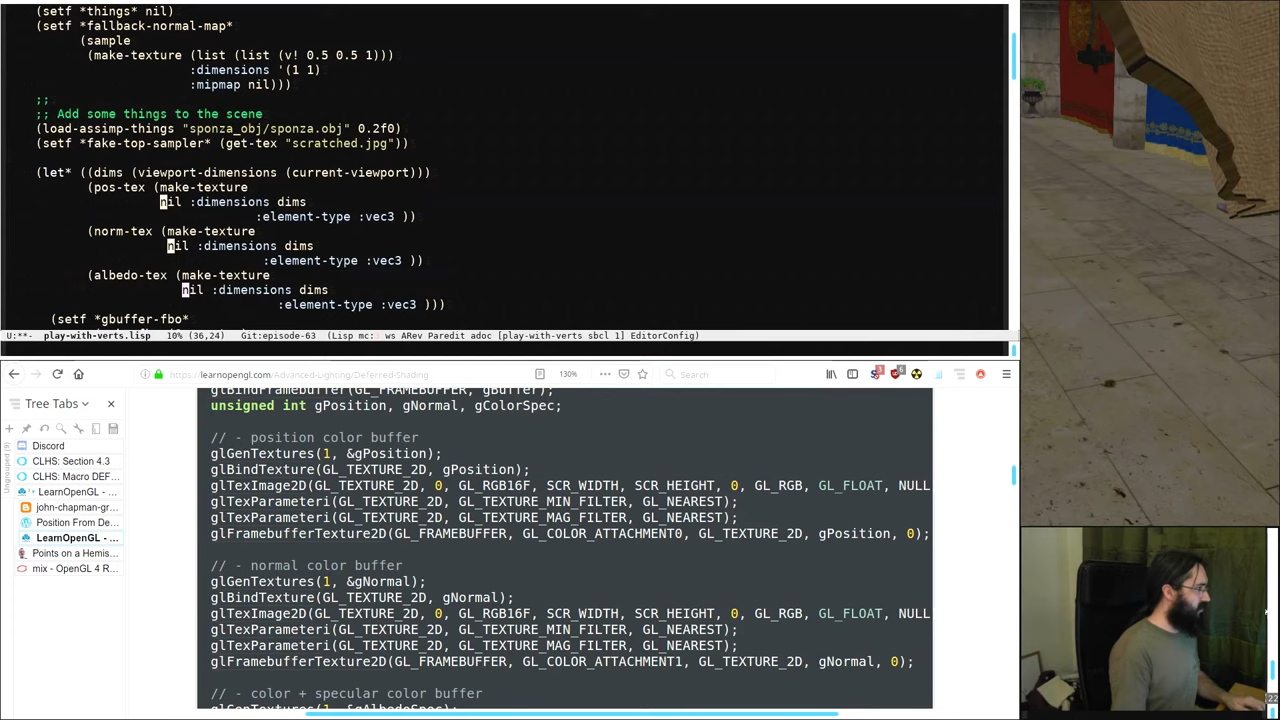 (setf *things* nil)
(setf *fallback-normal-map*
(sample
(make-texture (list (list (v! 0.5 0.5 1)))
:dimensions '(1 1)
:mipmap nil)))
;;
;; Add some things to the scene
(load-assimp-things "sponza_obj/sponza.obj" 0.2f0)
(setf *fake-top-sampler* (get-tex "scratched.jpg"))
(let* ((dims (viewport-dimensions (current-viewport)))
(pos-tex (make-texture
nil :dimensions dims
:element-type :vec3 ))
(norm-tex (make-texture
nil :dimensions dims
:element-type :vec3 ))
(albedo-tex (make-texture
nil :dimensions dims
:element-type :vec3 )))
(setf *gbuffer-fbo*
U:**- play-with-verts.lisp 10% (36,24) Git:episode-63 (Lisp mc: ws ARev Paredit adoc [play-with-verts sbcl 1] EditorConfig)
https://learnopengl.com/Advanced-Lighting/Deferred-Shading 130% Search
Tree Tabs
Ungrouped (9)
Discord
CLHS: Section 4.3
CLHS: Macro DEF...
LearnOpenGL - ...
john-chapman-gr...
Position From De...
LearnOpenGL - ...
Points on a Hemis...
mix - OpenGL 4 R...
glBindFramebuffer(GL_FRAMEBUFFER, gBuffer);
unsigned int gPosition, gNormal, gColorSpec;
// - position color buffer
glGenTextures(1, &gPosition);
glBindTexture(GL_TEXTURE_2D, gPosition);
glTexImage2D(GL_TEXTURE_2D, 0, GL_RGB16F, SCR_WIDTH, SCR_HEIGHT, 0, GL_RGB, GL_FLOAT, NULL
glTexParameteri(GL_TEXTURE_2D, GL_TEXTURE_MIN_FILTER, GL_NEAREST);
glTexParameteri(GL_TEXTURE_2D, GL_TEXTURE_MAG_FILTER, GL_NEAREST);
glFramebufferTexture2D(GL_FRAMEBUFFER, GL_COLOR_ATTACHMENT0, GL_TEXTURE_2D, gPosition, 0);
// - normal color buffer
glGenTextures(1, &gNormal);
glBindTexture(GL_TEXTURE_2D, gNormal);
glTexImage2D(GL_TEXTURE_2D, 0, GL_RGB16F, SCR_WIDTH, SCR_HEIGHT, 0, GL_RGB, GL_FLOAT, NULL
glTexParameteri(GL_TEXTURE_2D, GL_TEXTURE_MIN_FILTER, GL_NEAREST);
glTexParameteri(GL_TEXTURE_2D, GL_TEXTURE_MAG_FILTER, GL_NEAREST);
glFramebufferTexture2D(GL_FRAMEBUFFER, GL_COLOR_ATTACHMENT1, GL_TEXTURE_2D, gNormal, 0);
// - color + specular color buffer
glGenTextures(1, &gAlbedoSpec);